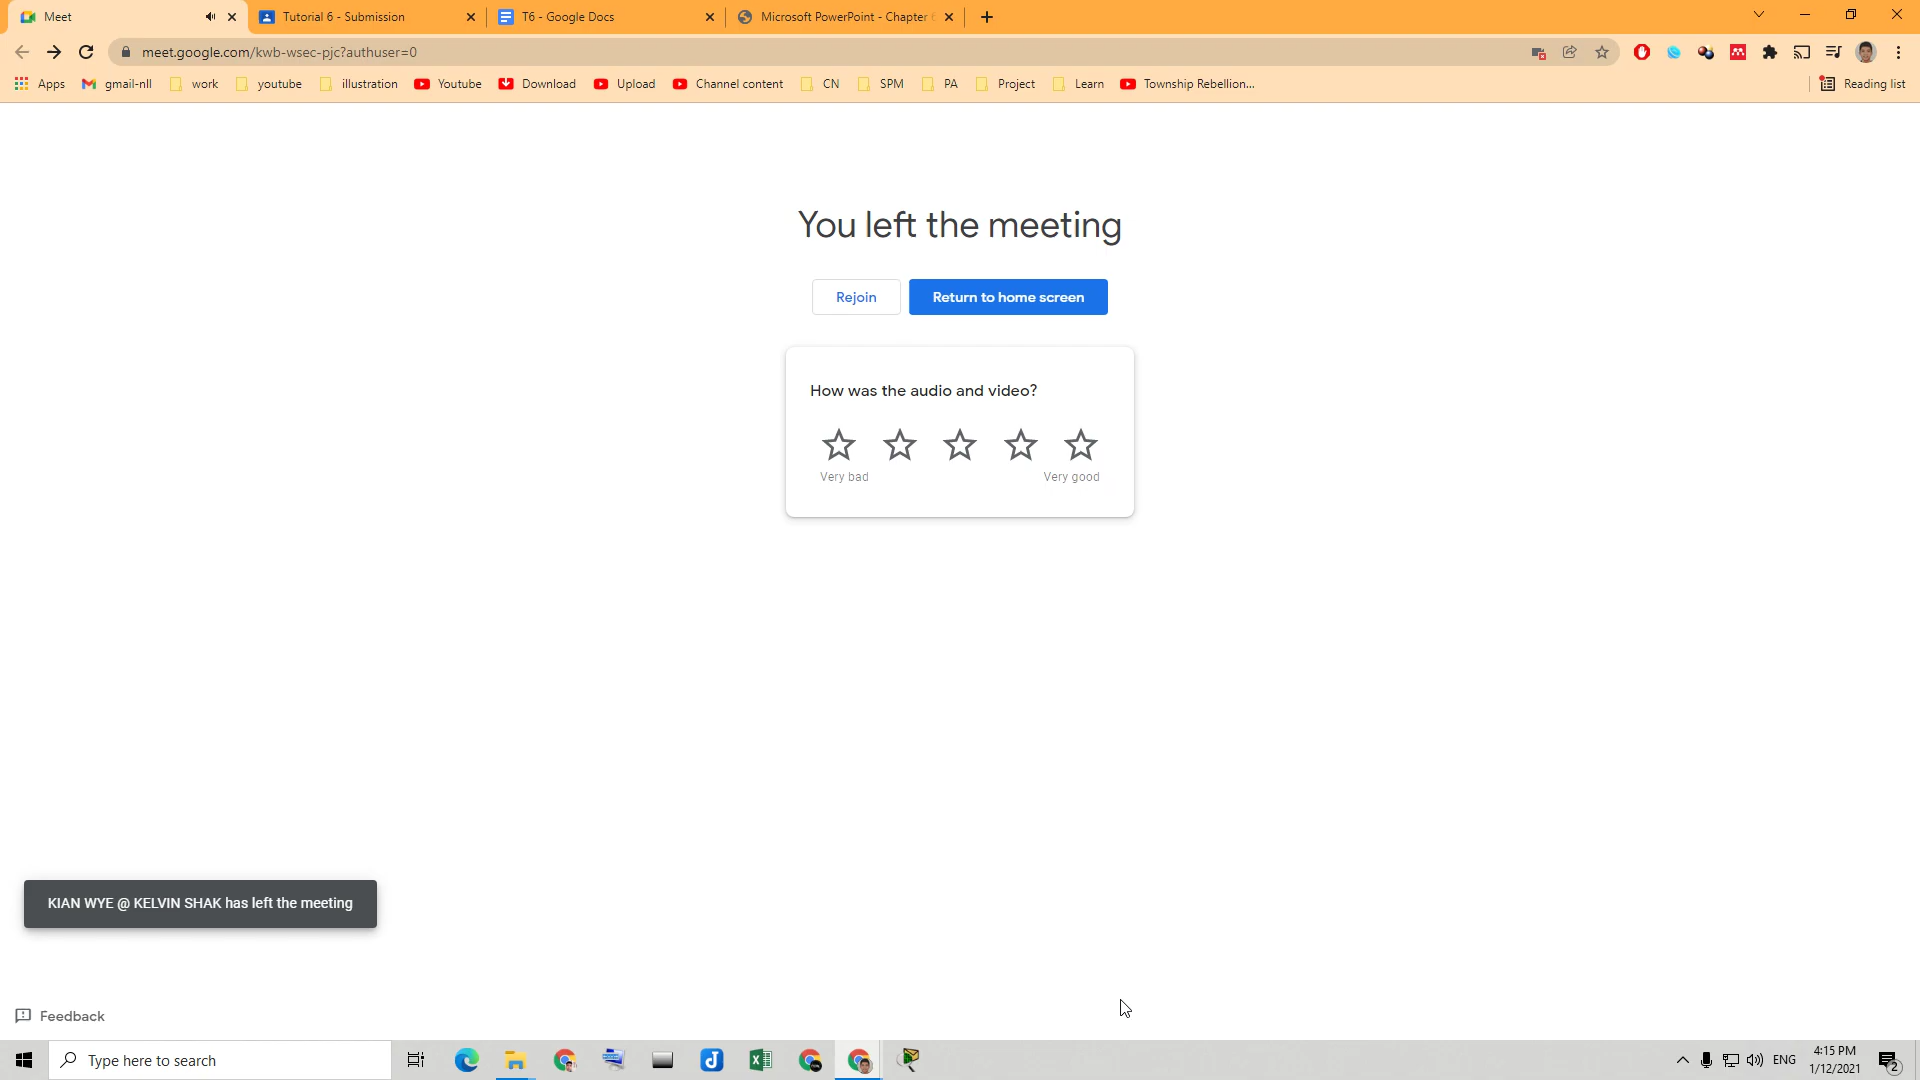 Meet
Tutorial 6 - Submission
T6 - Google Docs
Microsoft PowerPoint - Chapter
meet.google.com/kwb-wsec-pjc?authuser=0
Apps
gmail-nll
work
youtube
illustration
Youtube
Download
Upload
Channel content
CN
SPM
PA
Project
Learn
Township Rebellion...
Reading list
You left the meeting
Rejoin
Return to home screen
How was the audio and video?
Very bad
Very good
KIAN WYE @ KELVIN SHAK has left the meeting
Feedback
Type here to search
ENG
4:15 PM
1/12/2021
2